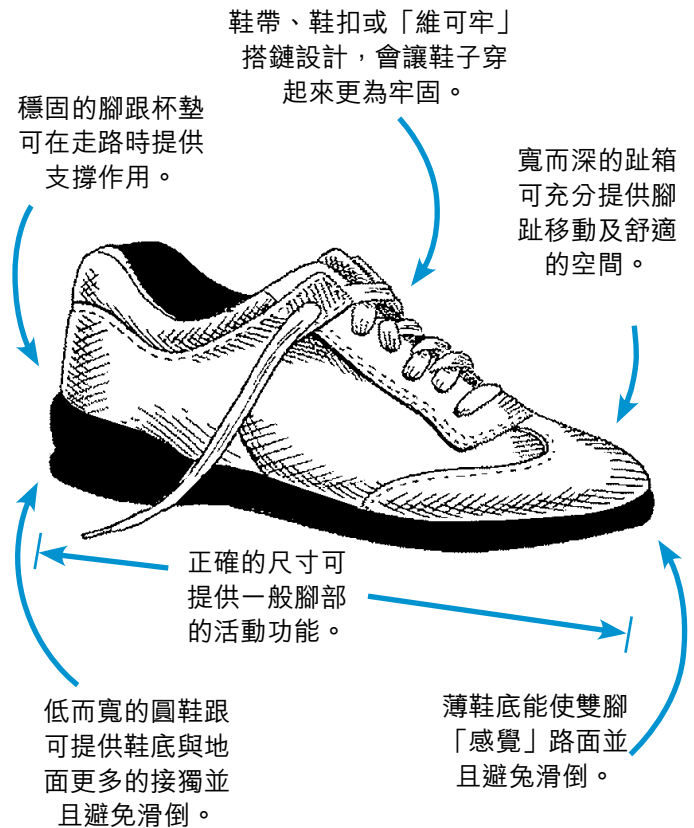 鞋帶、鞋扣或「維可牢」
搭鏈設計，會讓鞋子穿
起來更為牢固。
穩固的腳跟杯墊
可在走路時提供
支撐作用。
寬而深的趾箱
可充分提供腳
趾移動及舒適
的空間。
正確的尺寸可
提供一般腳部
的活動功能。
低而寬的圓鞋跟
可提供鞋底與地
面更多的接獨並
且避免滑倒。
薄鞋底能使雙腳
「感覺」路面並
且避免滑倒。